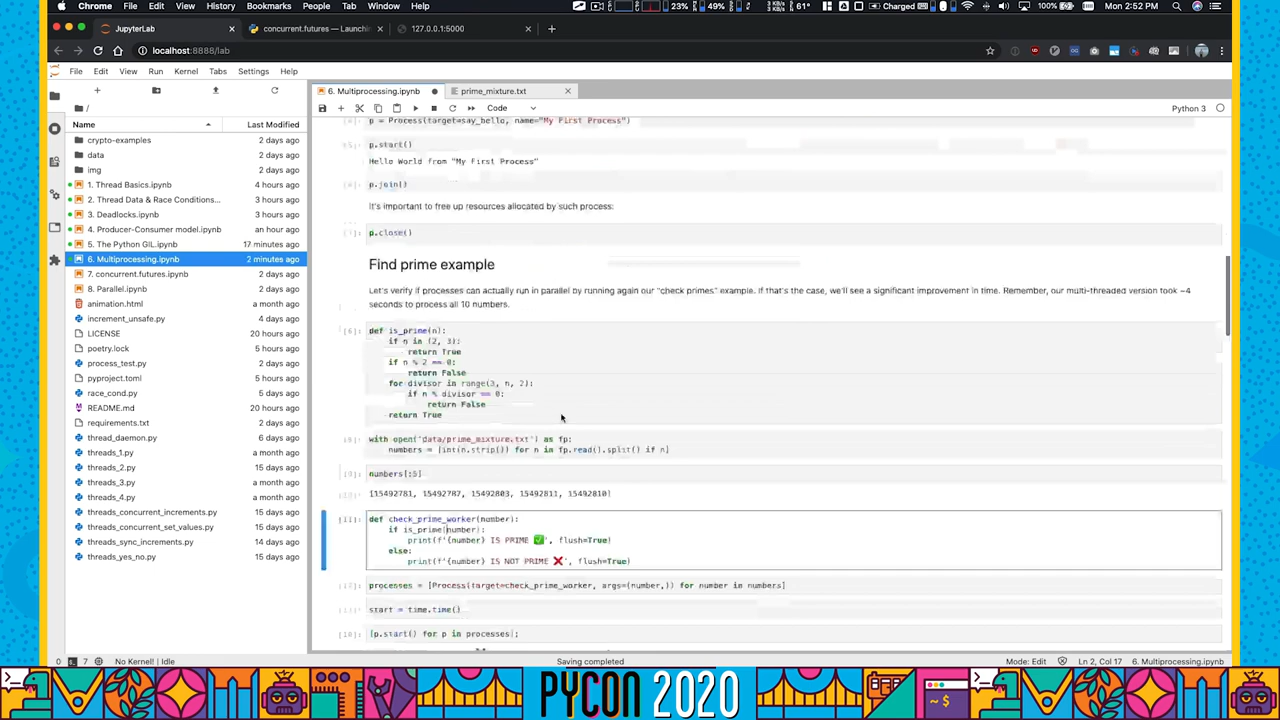 Chrome File Edit View History Bookmarks People Tab Window Help
23% 49% 61° Charged 100% Mon 2:52 PM
JupyterLab
concurrent.futures — Launchi
127.0.0.1:5000
localhost:8888/lab
File Edit View Run Kernel Tabs Settings Help
6. Multiprocessing.ipynb
prime_mixture.txt
Code
Python 3
/
Name Last Modified
crypto-examples 2 days ago
data 2 days ago
img 2 days ago
1. Thread Basics.ipynb 4 hours ago
2. Thread Data & Race Conditions... 3 hours ago
3. Deadlocks.ipynb 3 hours ago
4. Producer-Consumer model.ipynb an hour ago
5. The Python GIL.ipynb 17 minutes ago
6. Multiprocessing.ipynb 2 minutes ago
7. concurrent.futures.ipynb 2 days ago
8. Parallel.ipynb 2 days ago
animation.html a month ago
increment_unsafe.py 4 days ago
LICENSE 20 hours ago
poetry.lock 5 hours ago
process_test.py 2 days ago
pyproject.toml 5 hours ago
race_cond.py 5 days ago
README.md 20 hours ago
requirements.txt 2 days ago
thread_daemon.py 6 days ago
threads_1.py a month ago
threads_2.py 15 days ago
threads_3.py a month ago
threads_4.py a month ago
threads_concurrent_increments.py 15 days ago
threads_concurrent_set_values.py 15 days ago
threads_sync_increments.py 14 days ago
threads_yes_no.py 15 days ago
p = Process(target=say_hello, name="My First Process")
p.start()
Hello World from "My First Process"
p.join()
It's important to free up resources allocated by such process:
p.close()
Find prime example
Let's verify if processes can actually run in parallel by running again our "check primes" example. If that's the case, we'll see a significant improvement in time. Remember, our multi-threaded version took ~4
seconds to process all 10 numbers.
[6]: def is_prime(n):
if n in (2, 3):
return True
if n % 2 == 0:
return False
for divisor in range(3, n, 2):
if n % divisor == 0:
return False
return True
with open('data/prime_mixture.txt') as fp:
numbers = [int(n.strip()) for n in fp.read().split() if n]
numbers[:5]
[15492781, 15492787, 15492803, 15492811, 15492810]
[11]: def check_prime_worker(number):
if is_prime(number):
print(f'{number} IS PRIME ✅', flush=True)
else:
print(f'{number} IS NOT PRIME ❌', flush=True)
processes = [Process(target=check_prime_worker, args=(number,)) for number in numbers]
start = time.time()
[p.start() for p in processes];
0 7 No Kernel! | Idle
Saving completed
Mode: Edit Ln 2, Col 17 6. Multiprocessing.ipynb
PYCON 2020
~$